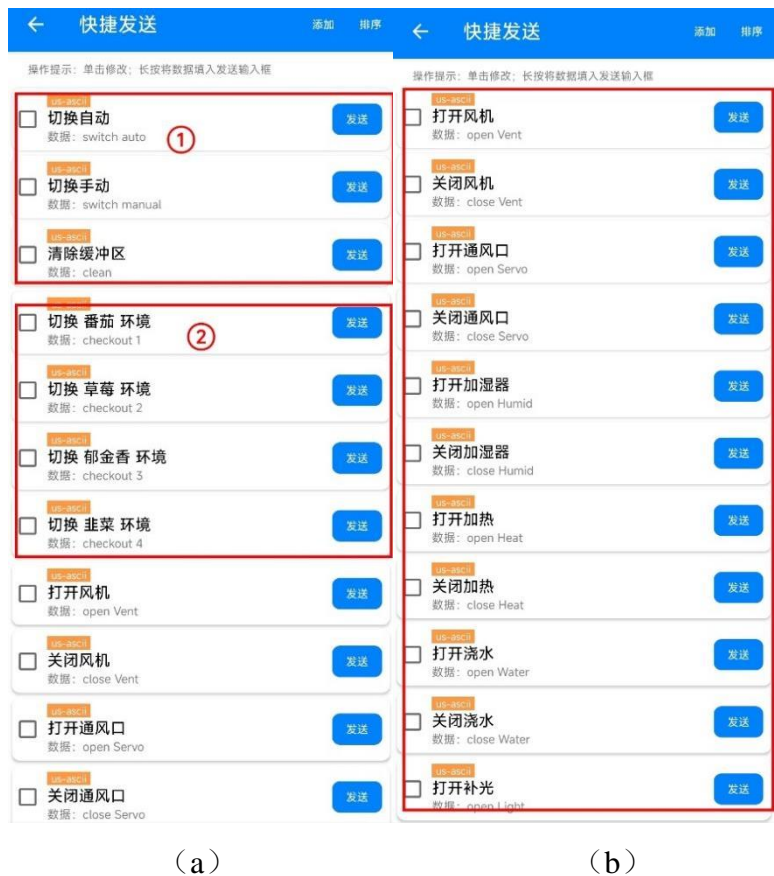 快捷发送 添加 排序
操作提示：单击修改；长按将数据填入发送输入框
us-ascii
切换自动 发送
数据：switch auto
①
us-ascii
切换手动 发送
数据：switch manual
us-ascii
清除缓冲区 发送
数据：clean
切换 番茄 环境 发送
数据：checkout 1
②
us-ascii
切换 草莓 环境 发送
数据：checkout 2
us-ascii
切换 郁金香 环境 发送
数据：checkout 3
us-ascii
切换 韭菜 环境 发送
数据：checkout 4
us-ascii
打开风机 发送
数据：open Vent
us-ascii
关闭风机 发送
数据：close Vent
us-ascii
打开通风口 发送
数据：open Servo
us-ascii
关闭通风口 发送
数据：close Servo
（a）
快捷发送 添加 排序
操作提示：单击修改；长按将数据填入发送输入框
us-ascii
打开风机 发送
数据：open Vent
us-ascii
关闭风机 发送
数据：close Vent
us-ascii
打开通风口 发送
数据：open Servo
us-ascii
关闭通风口 发送
数据：close Servo
us-ascii
打开加湿器 发送
数据：open Humid
us-ascii
关闭加湿器 发送
数据：close Humid
us-ascii
打开加热 发送
数据：open Heat
us-ascii
关闭加热 发送
数据：close Heat
us-ascii
打开浇水 发送
数据：open Water
us-ascii
关闭浇水 发送
数据：close Water
us-ascii
打开补光 发送
数据：open Light
（b）